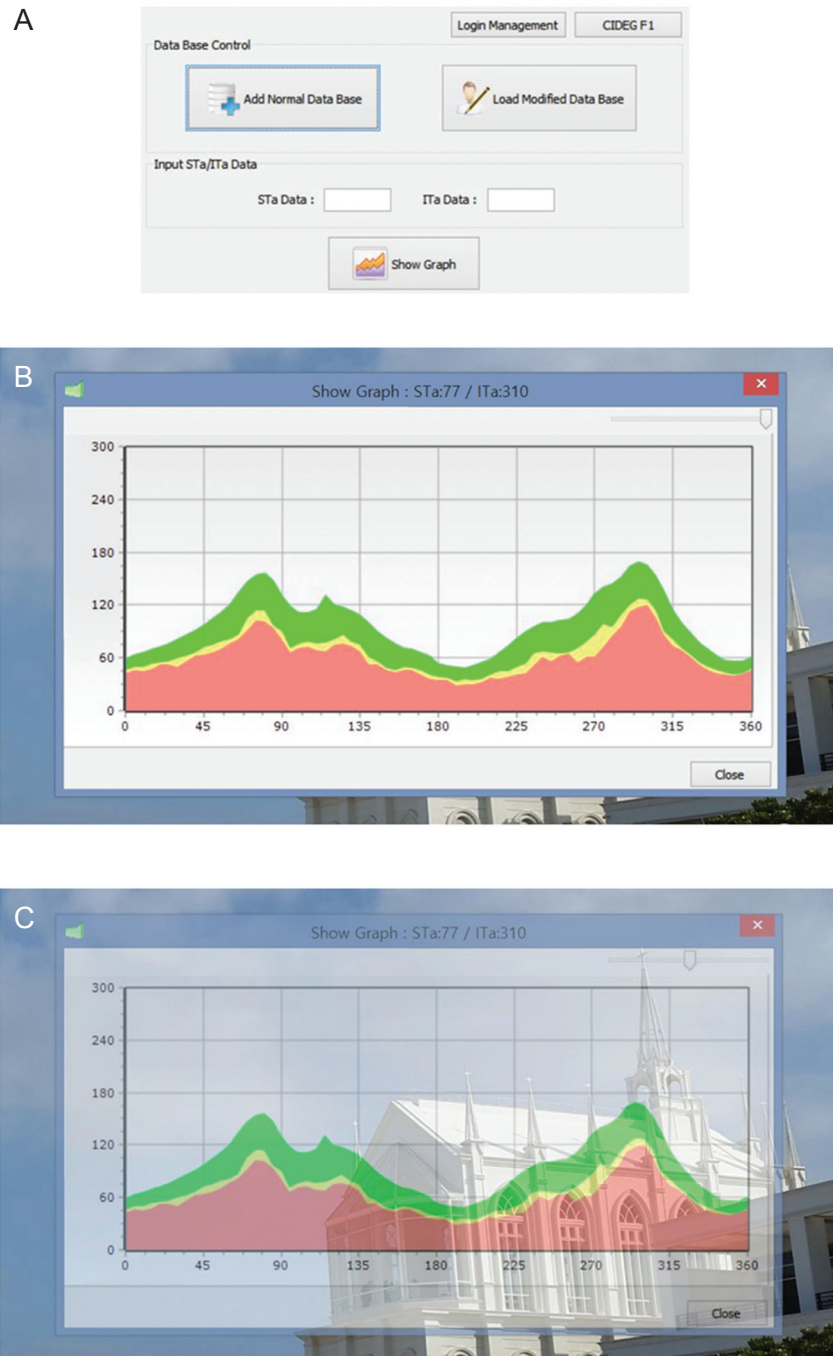 A
Login Management CIDEG F1
Data Base Control
Add Normal Data Base Load Modified Data Base
Input STa/ITa Data
STa Data : ITa Data :
Show Graph
B
Show Graph : STa:77 / ITa:310
300
240
180
120
60
0
0 45 90 135 180 225 270 315 360
Close
C
Show Graph : STa:77 / ITa:310
300
240
180
120
60
0
0 45 90 135 180 225 270 315 360
Close